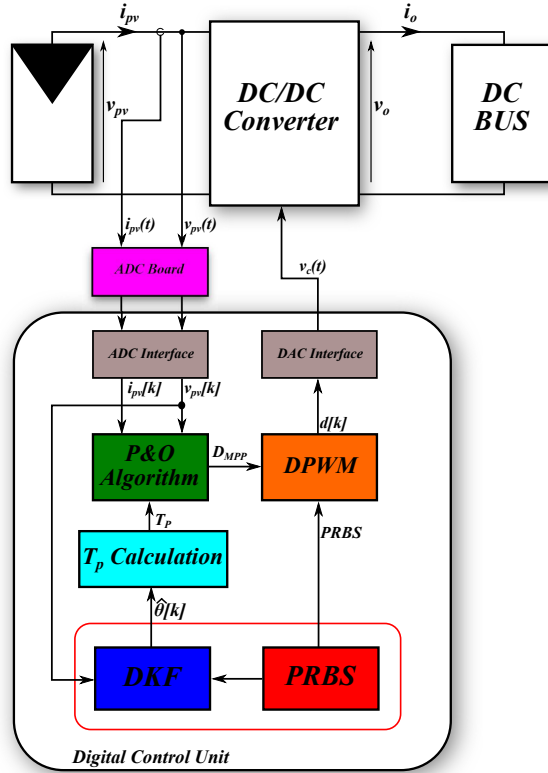 i_pv
i_o
v_pv
DC/DC
Converter
v_o
DC
BUS
i_pv(t)
v_pv(t)
ADC Board
v_c(t)
ADC Interface
DAC Interface
i_pv[k]
v_pv[k]
d[k]
P&O
Algorithm
D_MPP
DPWM
T_P
PRBS
T_p Calculation
θ̂[k]
DKF
PRBS
Digital Control Unit